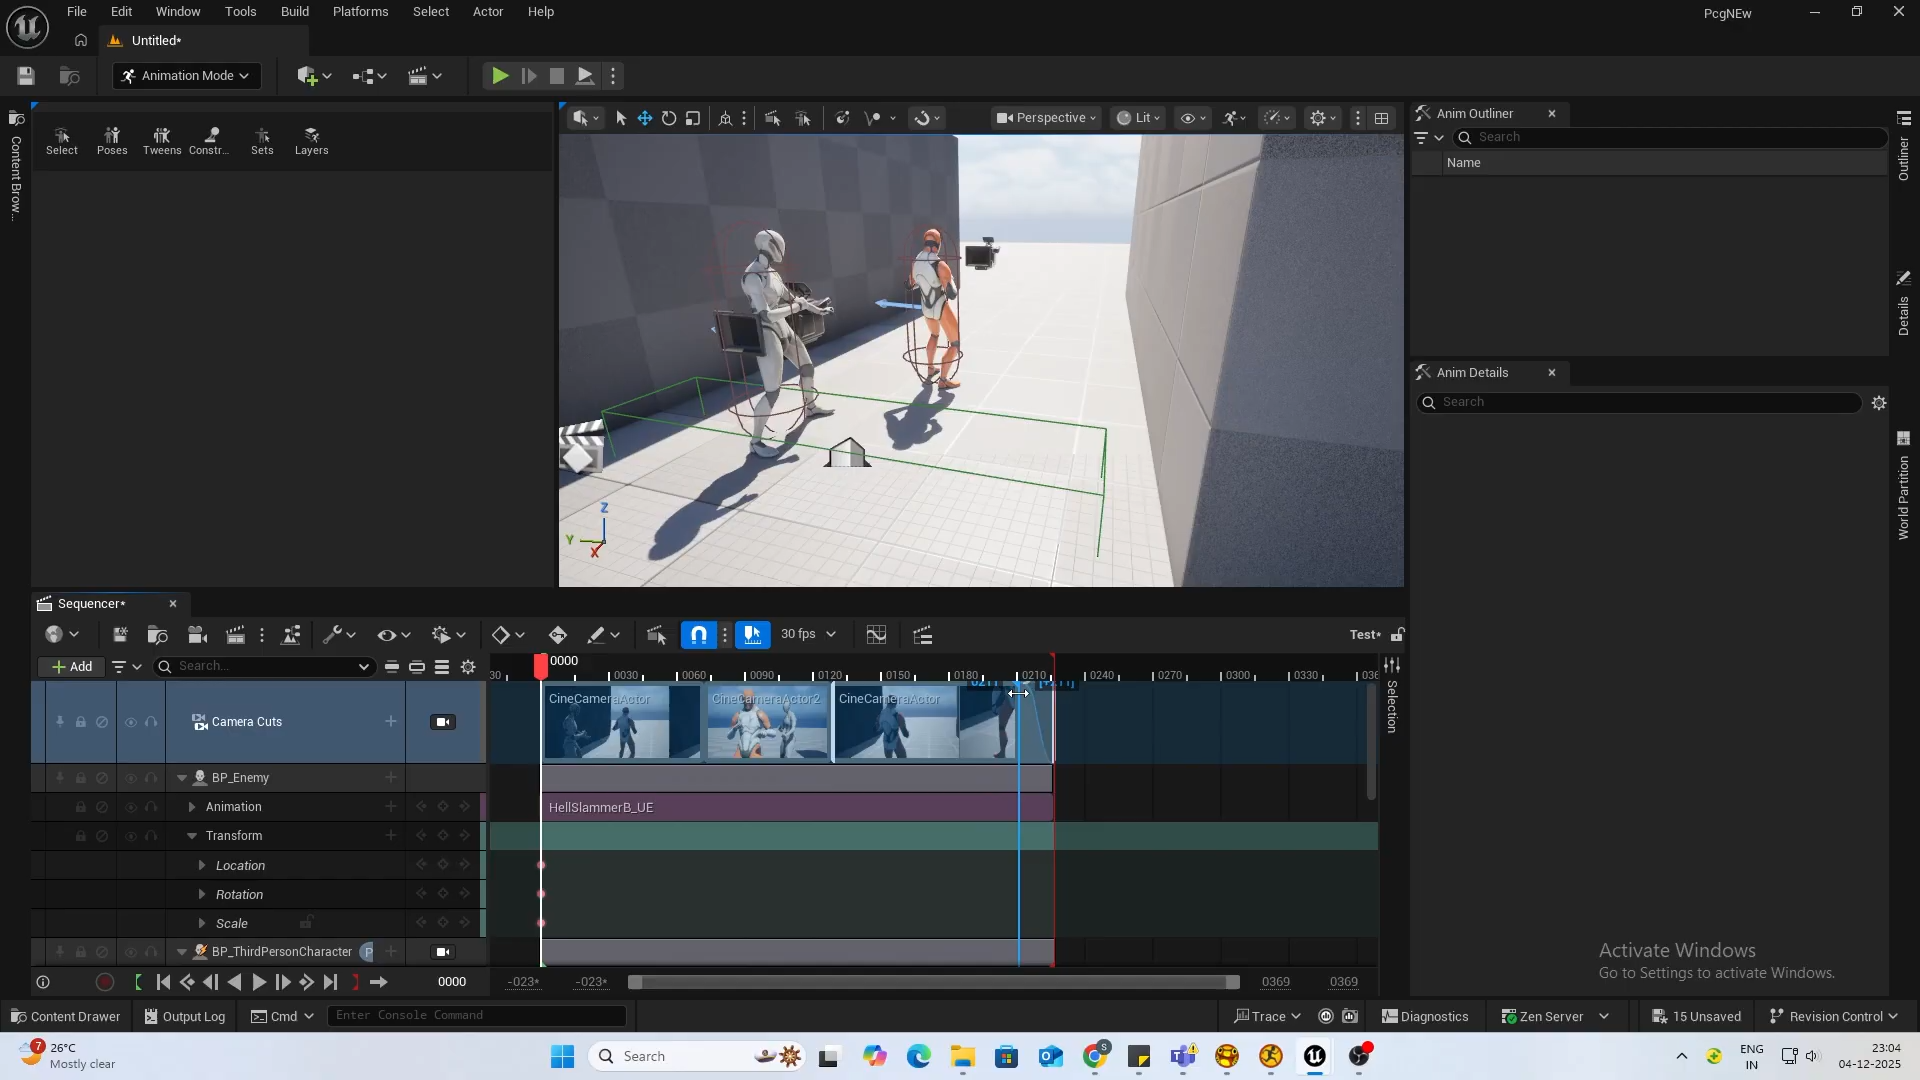 File Edit Window Tools Build Platforms Select Actor Help
PcgNEw
Untitled*
Animation Mode
Select Poses Tweens Constr... Sets Layers
Perspective
Lit
Anim Outliner
Search
Name
Anim Details
Search
Content Brow...
Outliner
Details
World Partition
Z
Y
X
Sequencer*
30 fps
Test*
Add
Search...
0000
30 0030 0060 0090 0120 0150 0180 0210 0240 0270 0300 0330 036
Selection
Camera Cuts
CineCameraActor
CineCameraActor2
CineCameraActor
BP_Enemy
Animation
HellSlammerB_UE
Transform
Location
Rotation
Scale
BP_ThirdPersonCharacter
P
0000
-023*
-023*
0369
0369
Activate Windows
Go to Settings to activate Windows.
Content Drawer
Output Log
Cmd
Enter Console Command
Trace
Diagnostics
Zen Server
15 Unsaved
Revision Control
7
26°C
Mostly clear
Search
S
ENG
IN
23:04
04-12-2025